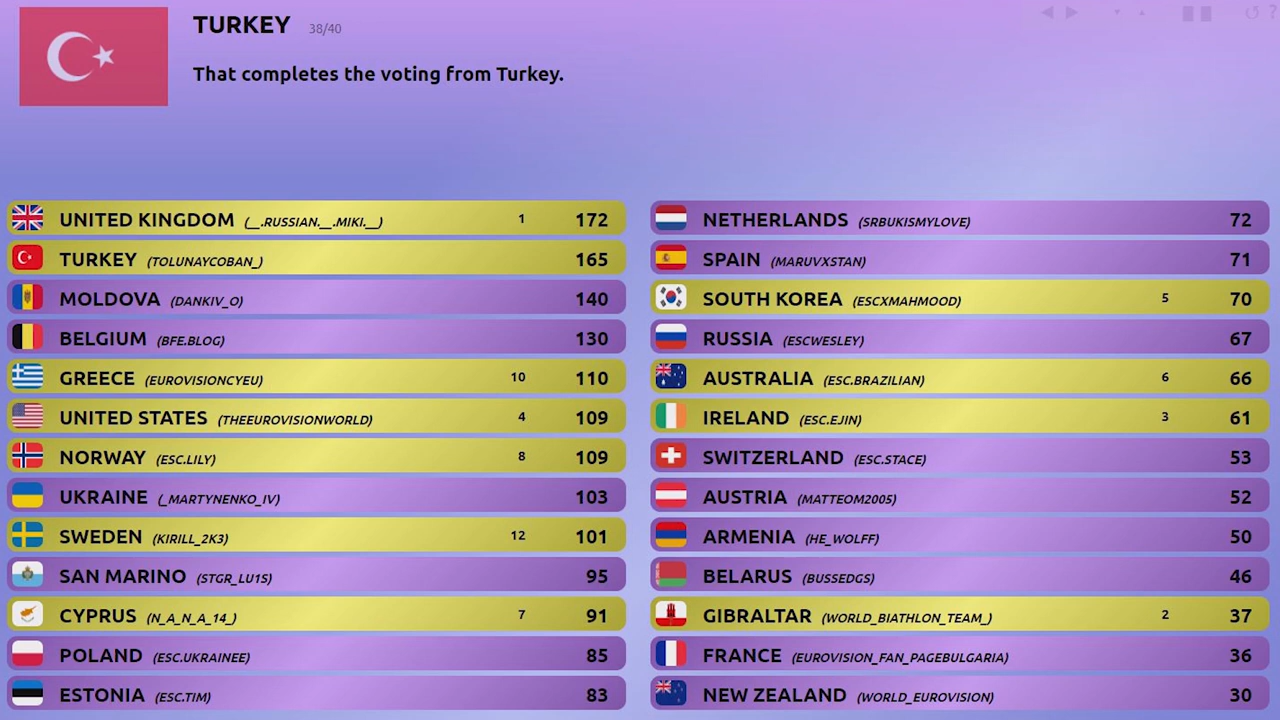 TURKEY 38/40
That completes the voting from Turkey.
UNITED KINGDOM (__.RUSSIAN.__.MIKI.__) 1 172
TURKEY (TOLUNAYCOBAN_) 165
MOLDOVA (DANKIV_O) 140
BELGIUM (BFE.BLOG) 130
GREECE (EUROVISIONCYEU) 10 110
UNITED STATES (THEEUROVISIONWORLD) 4 109
NORWAY (ESC.LILY) 8 109
UKRAINE (_MARTYNENKO_IV) 103
SWEDEN (KIRILL_2K3) 12 101
SAN MARINO (STGR_LU1S) 95
CYPRUS (N_A_N_A_14_) 7 91
POLAND (ESC.UKRAINEE) 85
ESTONIA (ESC.TIM) 83
NETHERLANDS (SRBUKISMYLOVE) 72
SPAIN (MARUVXSTAN) 71
SOUTH KOREA (ESCXMAHMOOD) 5 70
RUSSIA (ESCWESLEY) 67
AUSTRALIA (ESC.BRAZILIAN) 6 66
IRELAND (ESC.EJIN) 3 61
SWITZERLAND (ESC.STACE) 53
AUSTRIA (MATTEOM2005) 52
ARMENIA (HE_WOLFF) 50
BELARUS (BUSSEDGS) 46
GIBRALTAR (WORLD_BIATHLON_TEAM_) 2 37
FRANCE (EUROVISION_FAN_PAGEBULGARIA) 36
NEW ZEALAND (WORLD_EUROVISION) 30